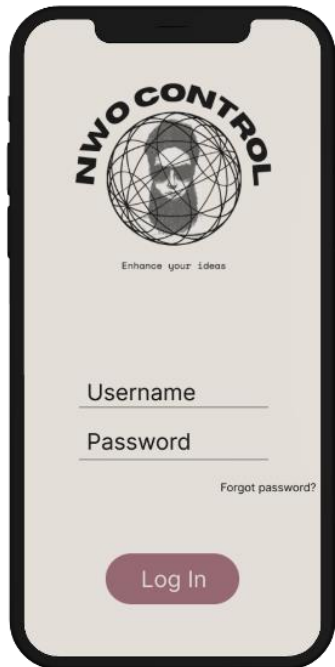 NWO CONTROL
Enhance your ideas
Username
Password
Forgot password?
Log In